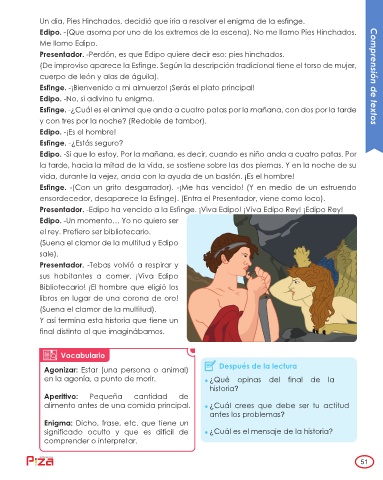 Un día, Pies Hinchados, decidió que iría a resolver el enigma de la esfinge.
Edipo. -(Que asoma por uno de los extremos de la escena). No me llamo Pies Hinchados.
Me llamo Edipo.
Presentador. -Perdón, es que Edipo quiere decir eso: pies hinchados.
(De improviso aparece la Esfinge. Según la descripción tradicional tiene el torso de mujer,
cuerpo de león y alas de águila).
Esfinge. -¡Bienvenido a mi almuerzo! ¡Serás el plato principal!
Edipo. -No, si adivino tu enigma.
Esfinge. -¿Cuál es el animal que anda a cuatro patas por la mañana, con dos por la tarde
y con tres por la noche? (Redoble de tambor).
Edipo. -¡Es el hombre!
Esfinge. -¿Estás seguro?
Edipo. -Si que lo estoy. Por la mañana, es decir, cuando es niño anda a cuatro patas. Por
la tarde, hacia la mitad de la vida, se sostiene sobre las dos piernas. Y en la noche de su
vida, durante la vejez, anda con la ayuda de un bastón. ¡Es el hombre!
Esfinge. -(Con un grito desgarrador). -¡Me has vencido! (Y en medio de un estruendo
ensordecedor, desaparece la Esfinge). (Entra el Presentador, viene como loco).
Presentador. -Edipo ha vencido a la Esfinge. ¡Viva Edipo! ¡Viva Edipo Rey! ¡Edipo Rey!
Edipo. -Un momento… Yo no quiero ser
el rey. Prefiero ser bibliotecario.
(Suena el clamor de la multitud y Edipo
sale).
Presentador. -Tebas volvió a respirar y
sus habitantes a comer. ¡Viva Edipo
Bibliotecario! ¡El hombre que eligió los
libros en lugar de una corona de oro!
(Suena el clamor de la multitud).
Y así termina esta historia que tiene un
final distinto al que imaginábamos.
Comprensión de textos
Vocabulario
Agonizar: Estar (una persona o animal)
en la agonía, a punto de morir.
Aperitivo: Pequeña cantidad de
alimento antes de una comida principal.
Enigma: Dicho, frase, etc. que tiene un
significado oculto y que es difícil de
comprender o interpretar.
Después de la lectura
¿Qué opinas del final de la
historia?
¿Cuál crees que debe ser tu actitud
antes los problemas?
¿Cuál es el mensaje de la historia?
51